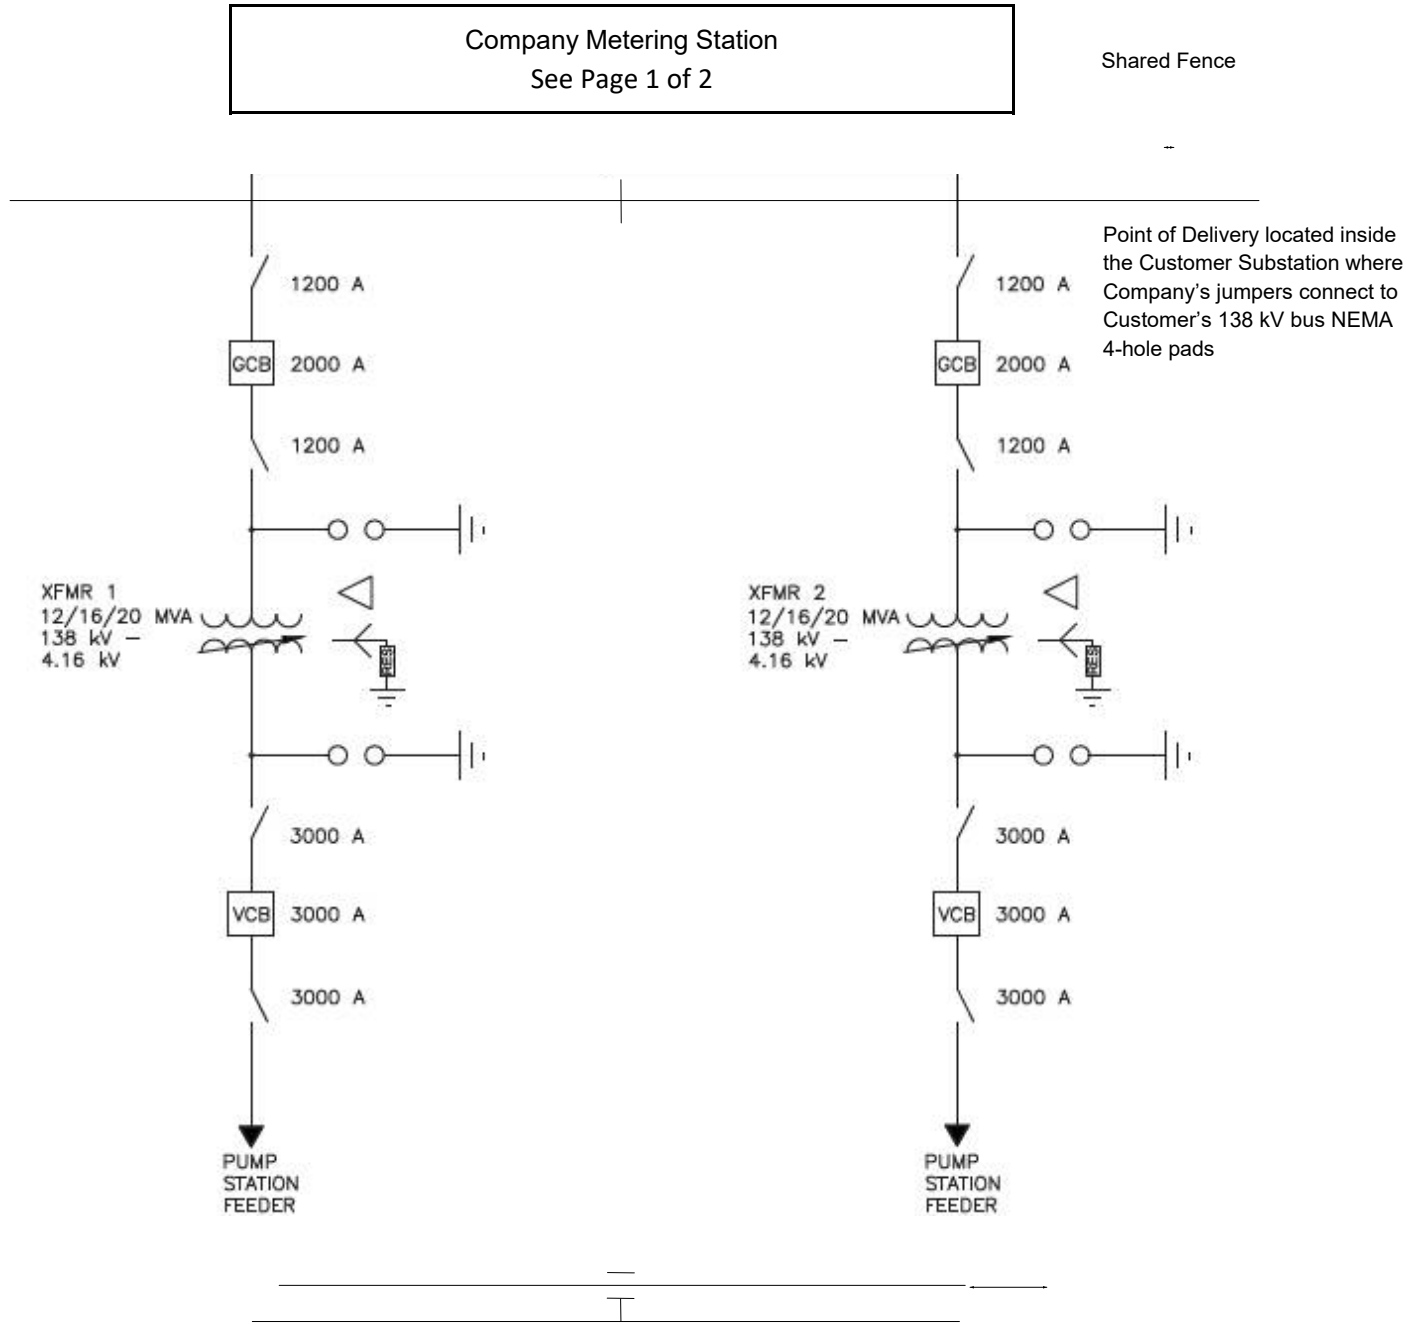 Company Metering Station
See Page 1 of 2
Shared Fence
Point of Delivery located inside
the Customer Substation where
Company's jumpers connect to
Customer's 138 kV bus NEMA
4-hole pads
1200 A
GCB 2000 A
1200 A
XFMR 1
12/16/20 MVA
138 kV –
4.16 kV
RES
3000 A
VCB 3000 A
3000 A
PUMP
STATION
FEEDER
1200 A
GCB 2000 A
1200 A
XFMR 2
12/16/20 MVA
138 kV –
4.16 kV
RES
3000 A
VCB 3000 A
3000 A
PUMP
STATION
FEEDER